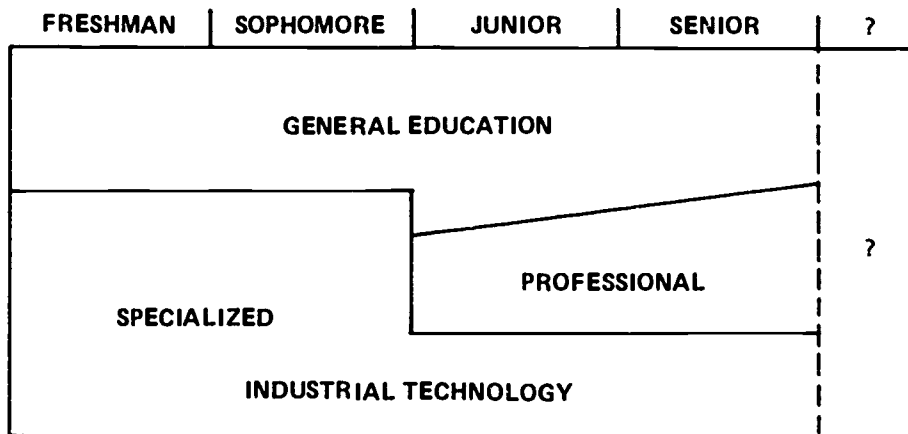 FRESHMAN SOPHOMORE JUNIOR SENIOR ?
GENERAL EDUCATION
?
PROFESSIONAL
SPECIALIZED
INDUSTRIAL TECHNOLOGY